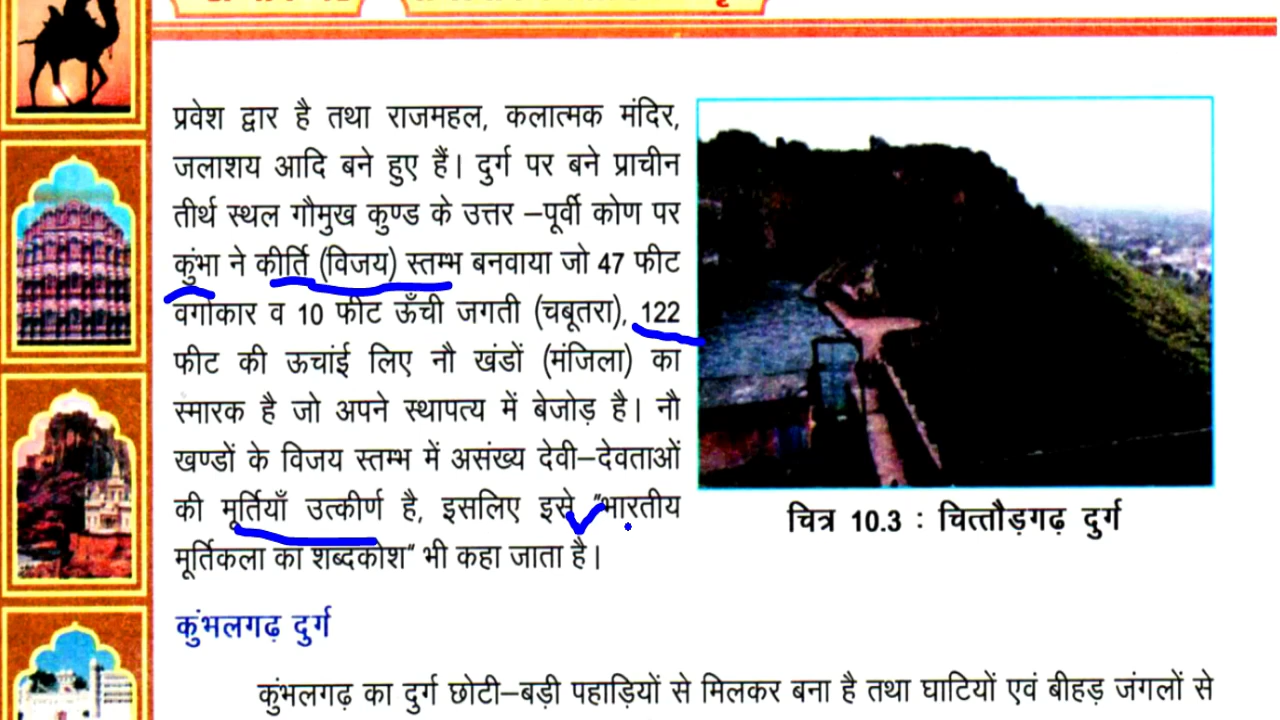 प्रवेश द्वार है तथा राजमहल, कलात्मक मंदिर,
जलाशय आदि बने हुए हैं। दुर्ग पर बने प्राचीन
तीर्थ स्थल गौमुख कुण्ड के उत्तर –पूर्वी कोण पर
कुंभा ने कीर्ति (विजय) स्तम्भ बनवाया जो 47 फीट
वर्गाकार व 10 फीट ऊँची जगती (चबूतरा), 122
फीट की ऊचांई लिए नौ खंडों (मंजिला) का
स्मारक है जो अपने स्थापत्य में बेजोड़ है। नौ
खण्डों के विजय स्तम्भ में असंख्य देवी–देवताओं
की मूर्तियाँ उत्कीर्ण है, इसलिए इसे "भारतीय
मूर्तिकला का शब्दकोश" भी कहा जाता है।
चित्र 10.3 : चित्तौड़गढ़ दुर्ग
कुंभलगढ़ दुर्ग
कुंभलगढ़ का दुर्ग छोटी–बड़ी पहाड़ियों से मिलकर बना है तथा घाटियों एवं बीहड़ जंगलों से